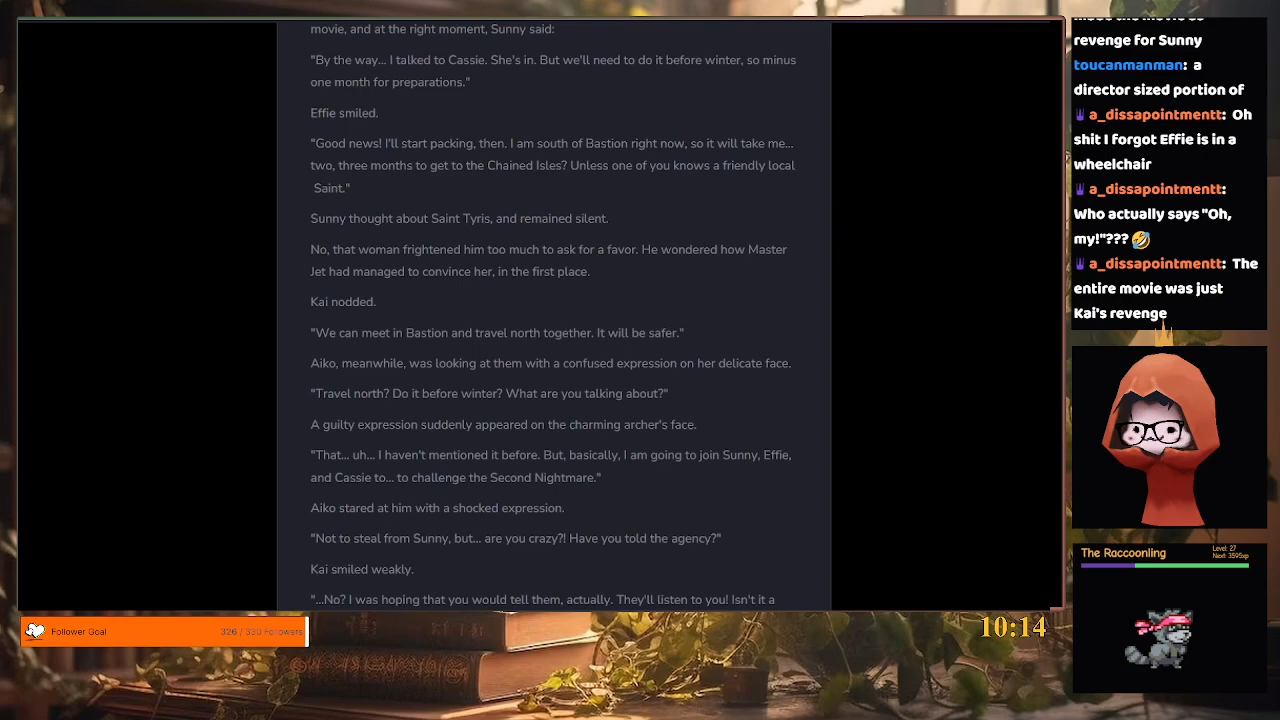 movie, and at the right moment, Sunny said:
"By the way... I talked to Cassie. She's in. But we'll need to do it before winter, so minus
one month for preparations."
Effie smiled.
"Good news! I'll start packing, then. I am south of Bastion right now, so it will take me...
two, three months to get to the Chained Isles? Unless one of you knows a friendly local
Saint."
Sunny thought about Saint Tyris, and remained silent.
No, that woman frightened him too much to ask for a favor. He wondered how Master
Jet had managed to convince her, in the first place.
Kai nodded.
"We can meet in Bastion and travel north together. It will be safer."
Aiko, meanwhile, was looking at them with a confused expression on her delicate face.
"Travel north? Do it before winter? What are you talking about?"
A guilty expression suddenly appeared on the charming archer's face.
"That... uh... I haven't mentioned it before. But, basically, I am going to join Sunny, Effie,
and Cassie to... to challenge the Second Nightmare."
Aiko stared at him with a shocked expression.
"Not to steal from Sunny, but... are you crazy?! Have you told the agency?"
Kai smiled weakly.
"...No? I was hoping that you would tell them, actually. They'll listen to you! Isn't it a
revenge for Sunny
toucanmanman: a
director sized portion of
a_dissapointmentt: Oh
shit I forgot Effie is in a
wheelchair
a_dissapointmentt:
Who actually says "Oh,
my!"??? 🤣
a_dissapointmentt: The
entire movie was just
Kai's revenge
The Raccoonling
Level: 27
Next: 3595xp
Follower Goal
326 / 330 Followers
10:14